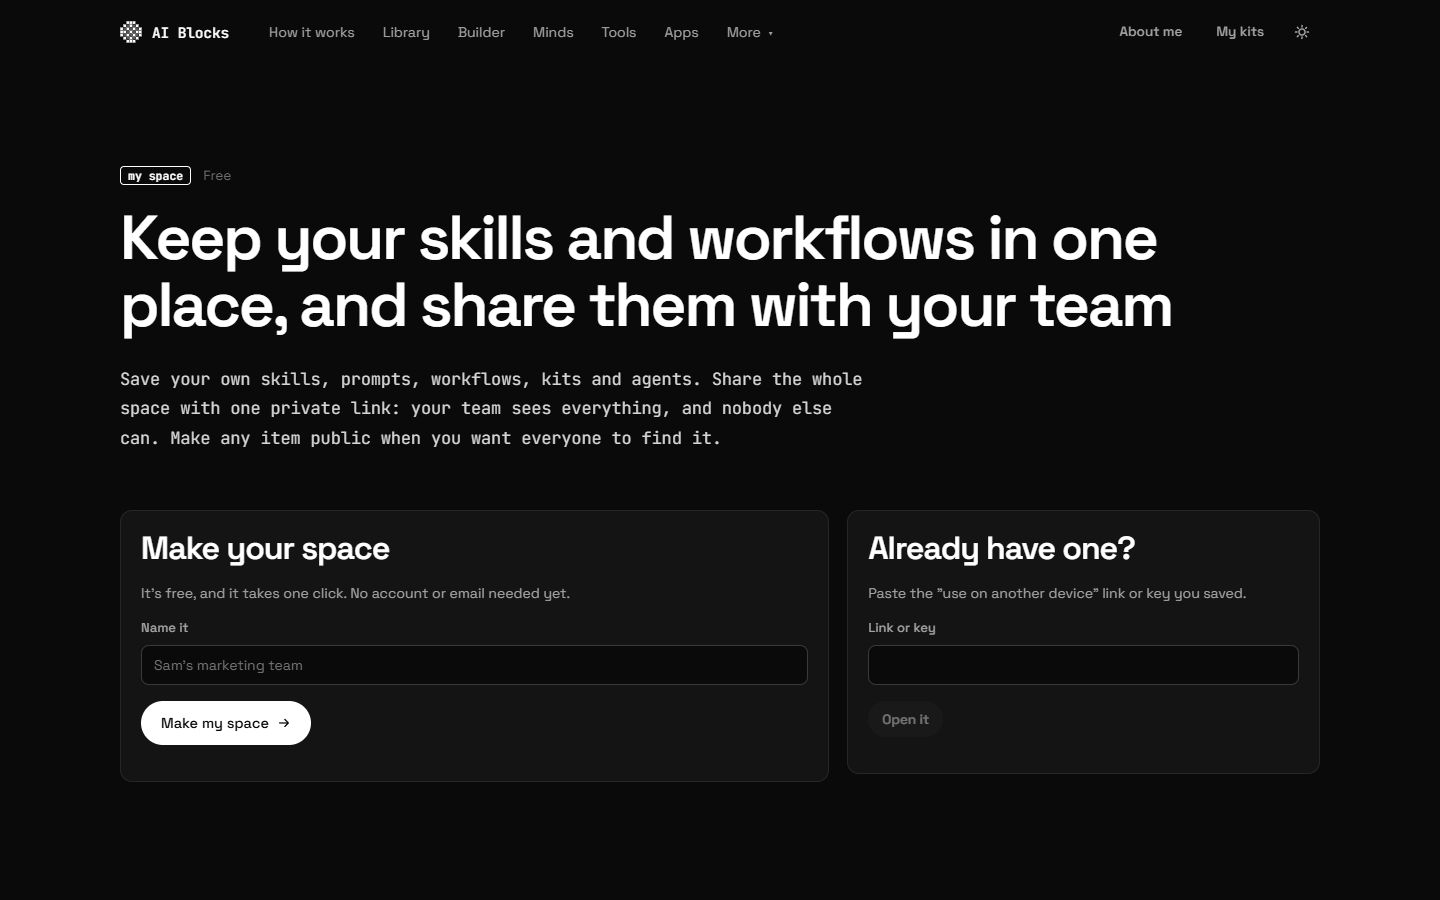 AI Blocks
How it works
Library
Builder
Minds
Tools
Apps
More
About me
My kits
my space
Free
Keep your skills and workflows in one
place, and share them with your team
Save your own skills, prompts, workflows, kits and agents. Share the whole
space with one private link: your team sees everything, and nobody else
can. Make any item public when you want everyone to find it.
Make your space
It's free, and it takes one click. No account or email needed yet.
Name it
Sam's marketing team
Make my space →
Already have one?
Paste the "use on another device" link or key you saved.
Link or key
Open it